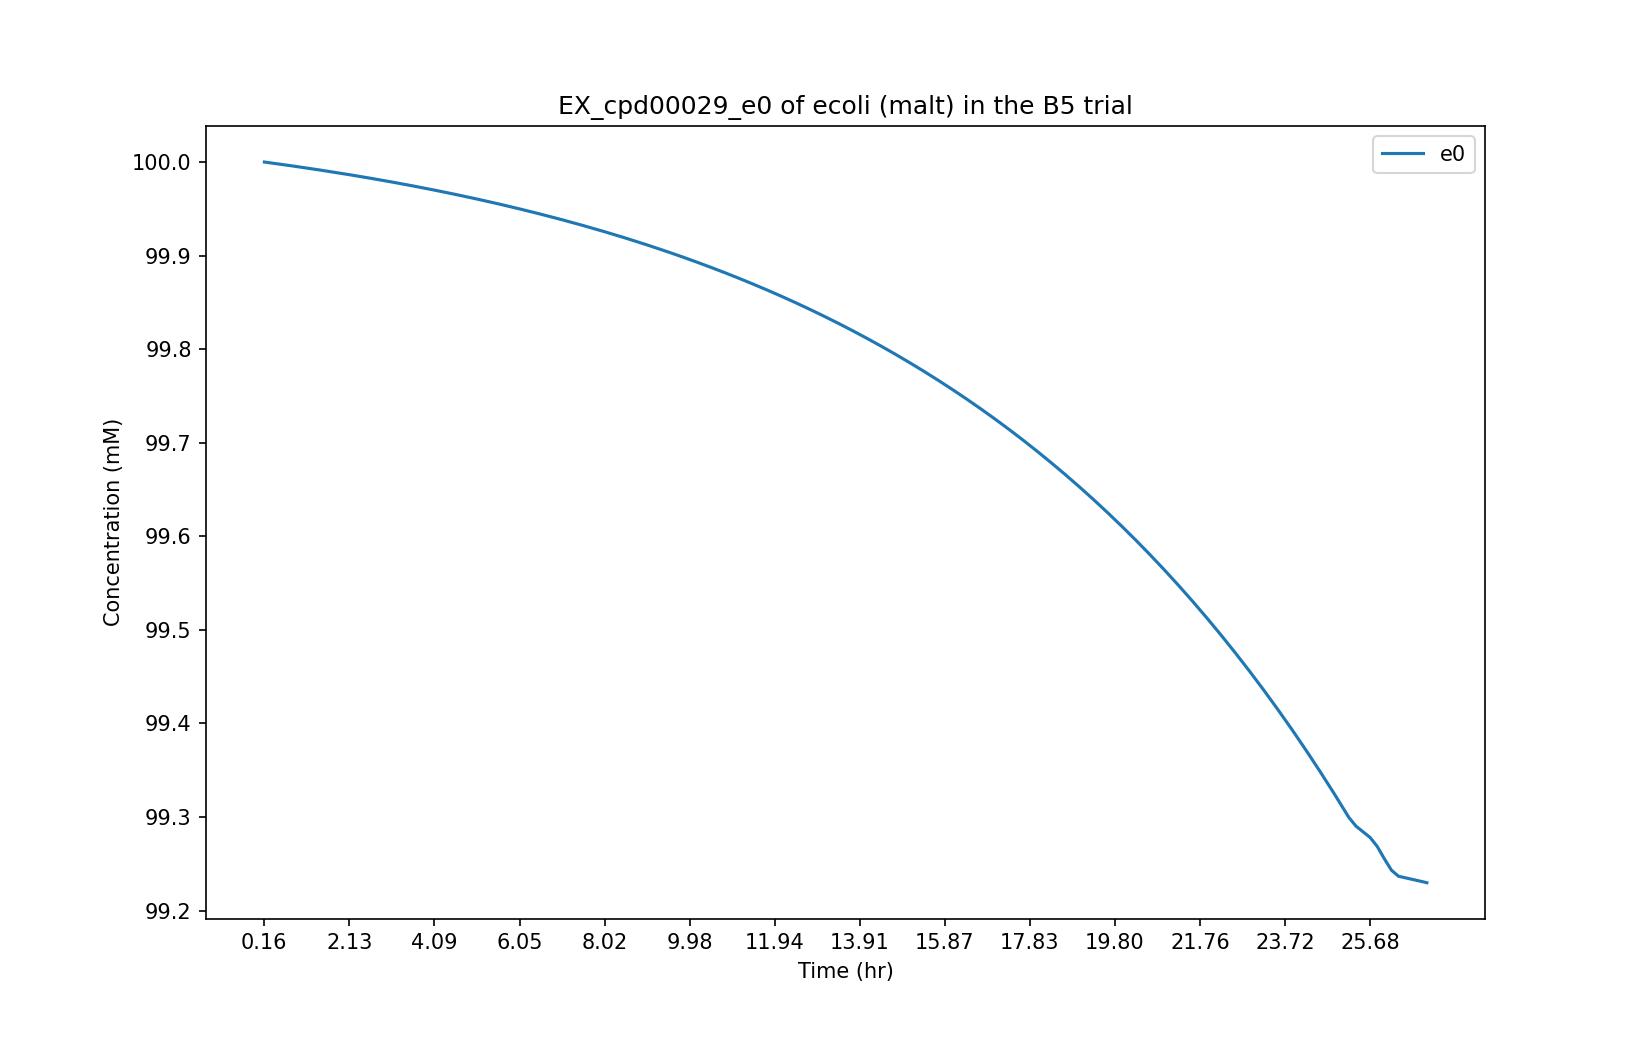 EX_cpd00029_e0 of ecoli (malt) in the B5 trial
e0
100.0
99.9
99.8
99.7
99.6
99.5
99.4
99.3
99.2
Concentration (mM)
0.16 2.13 4.09 6.05 8.02 9.98 11.94 13.91 15.87 17.83 19.80 21.76 23.72 25.68
Time (hr)